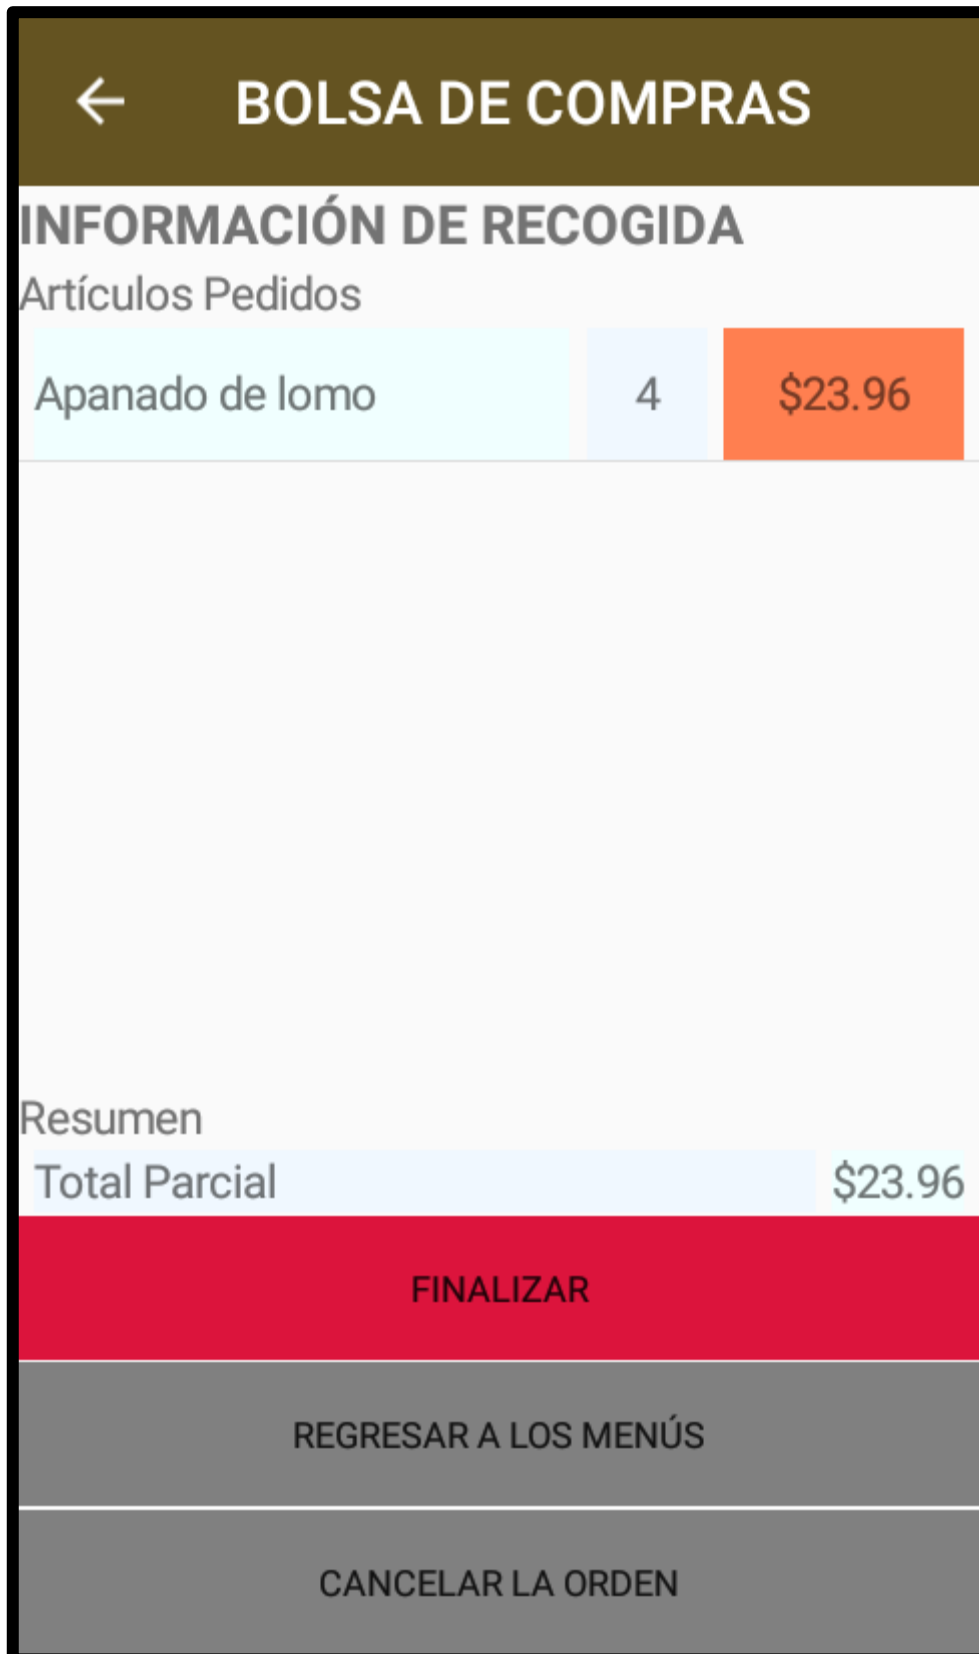 BOLSA DE COMPRAS
INFORMACIÓN DE RECOGIDA
Artículos Pedidos
Apanado de lomo 4 $23.96
Resumen
Total Parcial $23.96
FINALIZAR
REGRESAR A LOS MENÚS
CANCELAR LA ORDEN